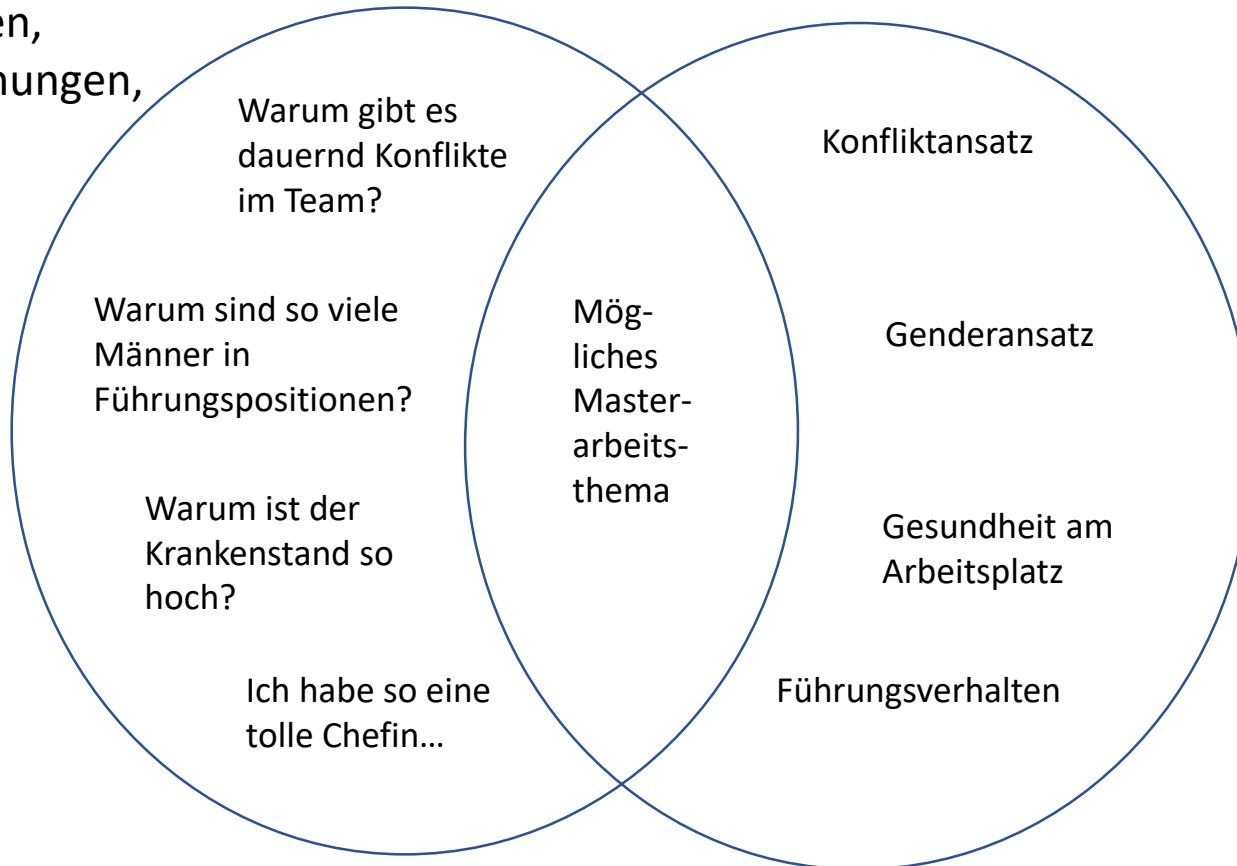 en,
nungen,
Warum gibt es
dauernd Konflikte
im Team?
Warum sind so viele
Männer in
Führungspositionen?
Warum ist der
Krankenstand so
hoch?
Ich habe so eine
tolle Chefin…
Mög-
liches
Master-
arbeits-
thema
Konfliktansatz
Genderansatz
Gesundheit am
Arbeitsplatz
Führungsverhalten